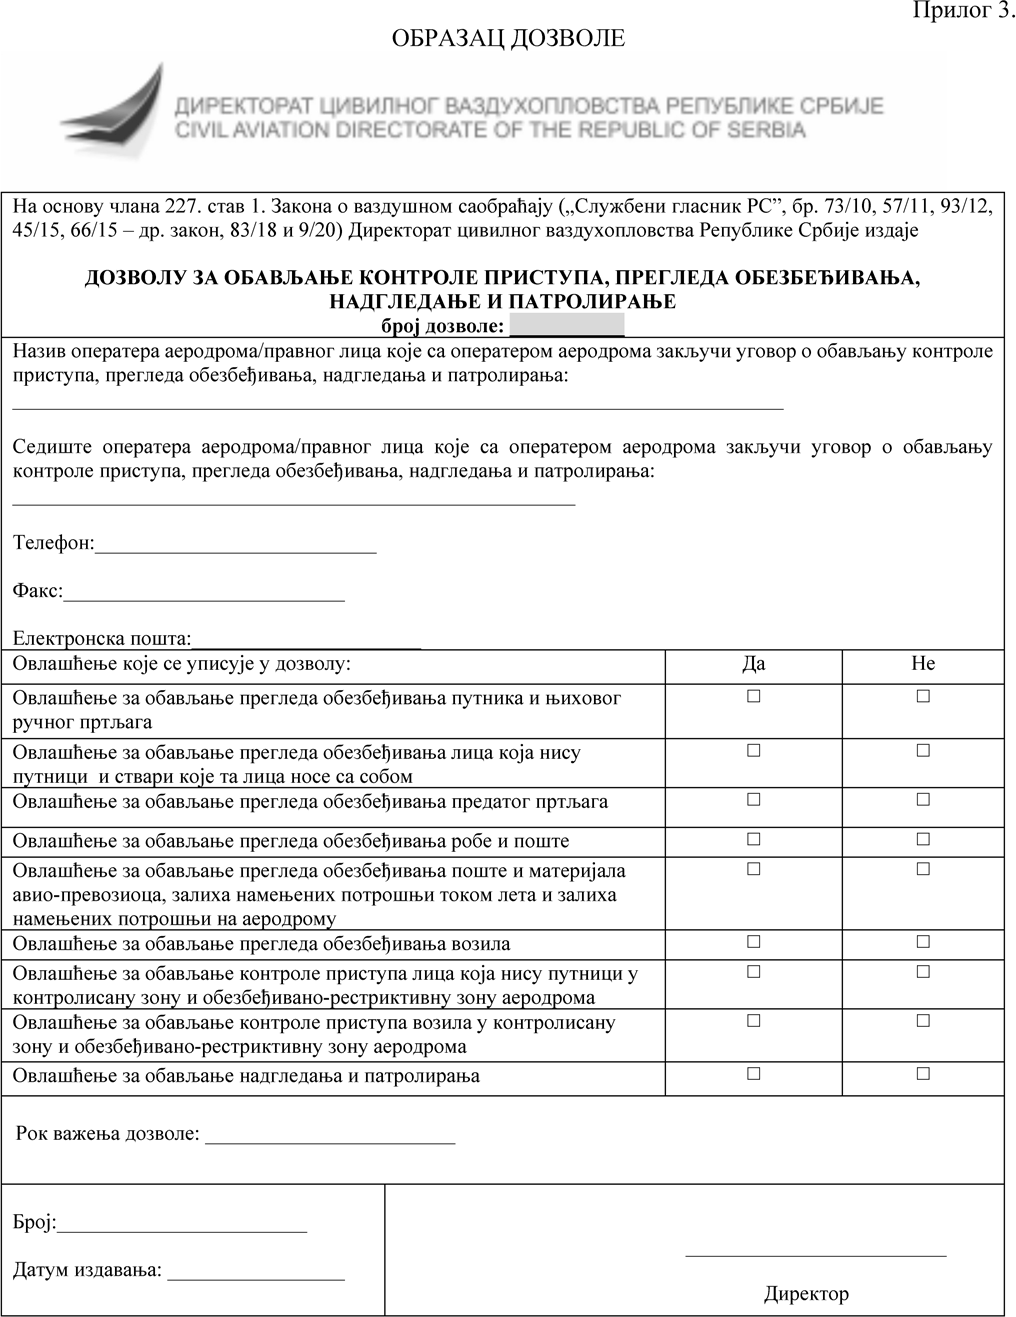 Прилог 3.
ОБРАЗАЦ ДОЗВОЛЕ
ДИРЕКТОРАТ ЦИВИЛНОГ ВАЗДУХОПЛОВСТВА РЕПУБЛИКЕ СРБИЈЕ
CIVIL AVIATION DIRECTORATE OF THE REPUBLIC OF SERBIA
На основу члана 227. став 1. Закона о ваздушном саобраћају („Службени гласник РС”, бр. 73/10, 57/11, 93/12,
45/15, 66/15 – др. закон, 83/18 и 9/20) Директорат цивилног ваздухопловства Републике Србије издаје
ДОЗВОЛУ ЗА ОБАВЉАЊЕ КОНТРОЛЕ ПРИСТУПА, ПРЕГЛЕДА ОБЕЗБЕЂИВАЊА,
НАДГЛЕДАЊЕ И ПАТРОЛИРАЊЕ
број дозволе: ___________
Назив оператера аеродрома/правног лица које са оператером аеродрома закључи уговор о обављању контроле
приступа, прегледа обезбеђивања, надгледања и патролирања:
__________________________________________________________________________
Седиште оператера аеродрома/правног лица које са оператером аеродрома закључи уговор о обављању
контроле приступа, прегледа обезбеђивања, надгледања и патролирања:
______________________________________________________
Телефон:___________________________
Факс:___________________________
Електронска пошта:______________________
Овлашћење које се уписује у дозволу: Да Не
Овлашћење за обављање прегледа обезбеђивања путника и њиховог ☐ ☐
ручног пртљага
Овлашћење за обављање прегледа обезбеђивања лица која нису ☐ ☐
путници и ствари које та лица носе са собом
Овлашћење за обављање прегледа обезбеђивања предатог пртљага ☐ ☐
Овлашћење за обављање прегледа обезбеђивања робе и поште ☐ ☐
Овлашћење за обављање прегледа обезбеђивања поште и материјала ☐ ☐
авио-превозиоца, залиха намењених потрошњи током лета и залиха
намењених потрошњи на аеродрому
Овлашћење за обављање прегледа обезбеђивања возила ☐ ☐
Овлашћење за обављање контроле приступа лица која нису путници у ☐ ☐
контролисану зону и обезбеђивано-рестриктивну зону аеродрома
Овлашћење за обављање контроле приступа возила у контролисану ☐ ☐
зону и обезбеђивано-рестриктивну зону аеродрома
Овлашћење за обављање надгледања и патролирања ☐ ☐
Рок важења дозволе: ________________________
Број:________________________
Датум издавања: _________________
_________________________
Директор